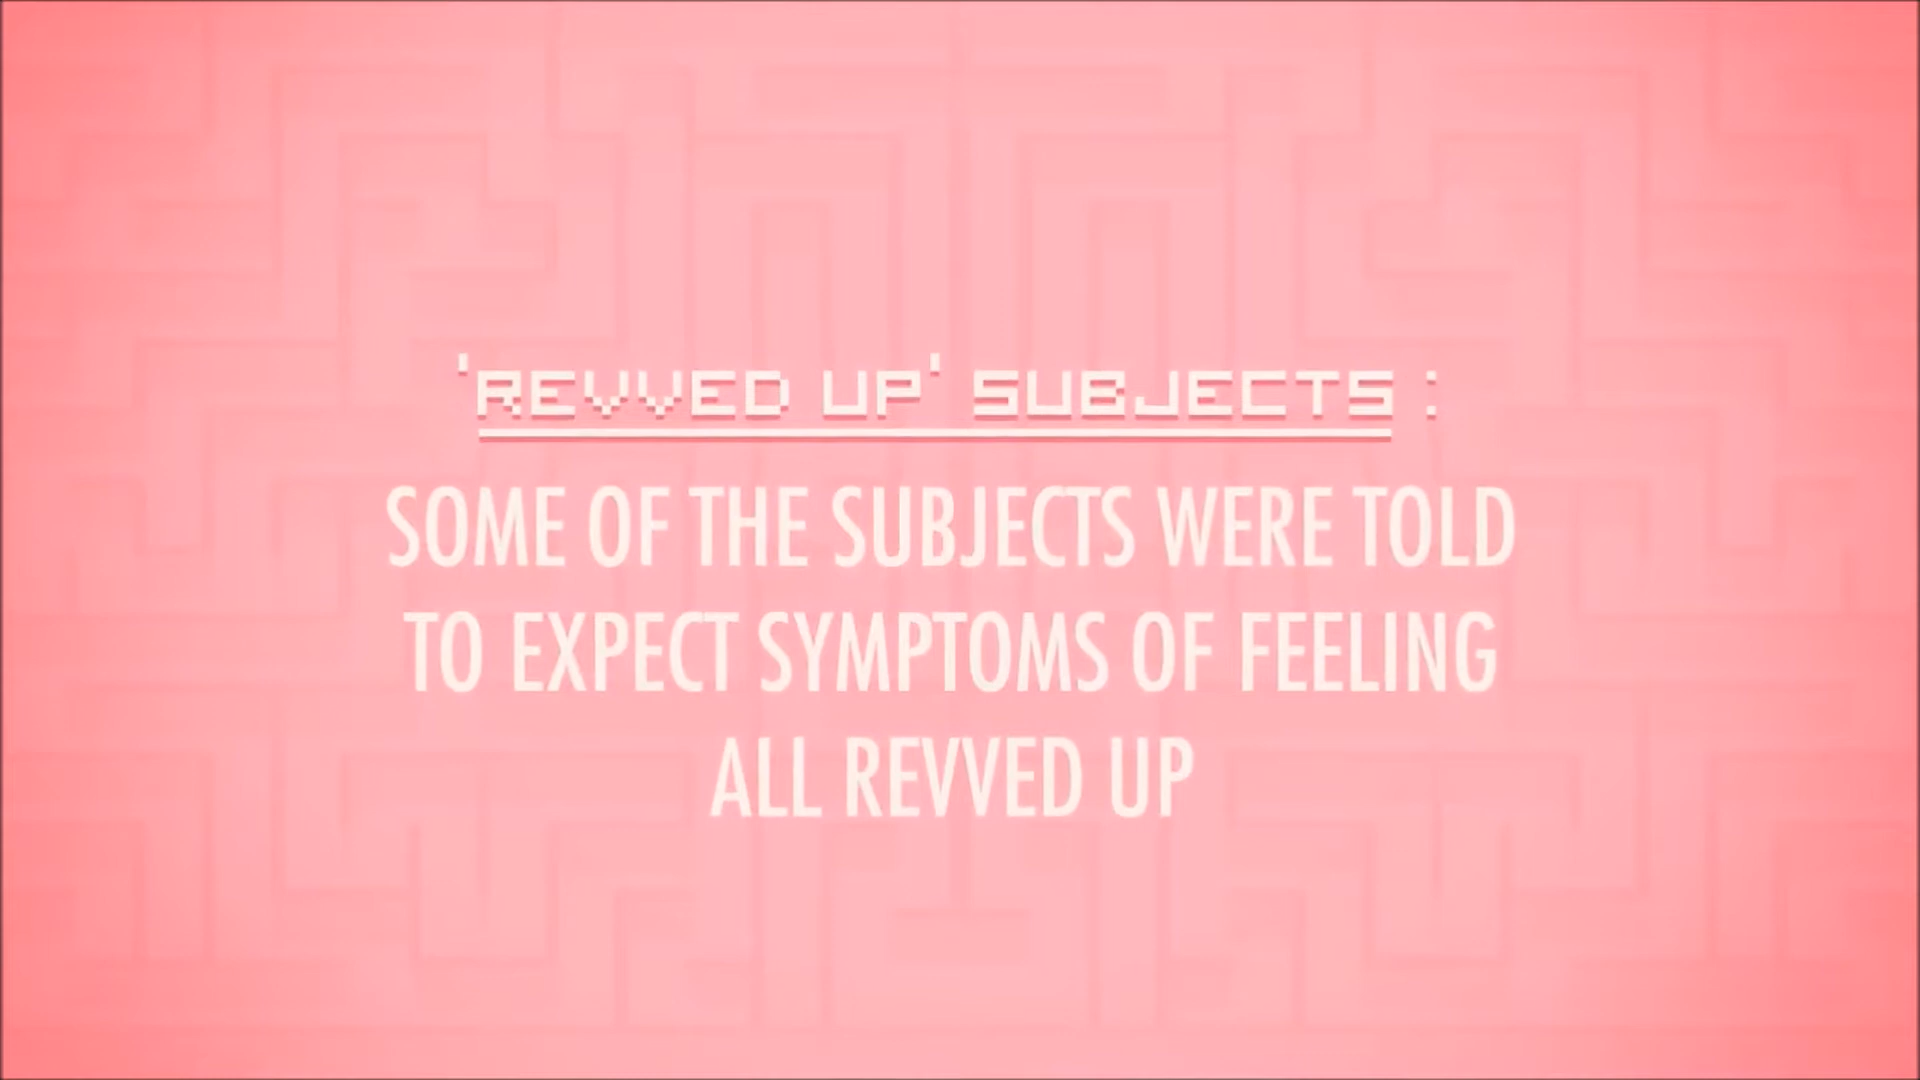 'REVVED UP' SUBJECTS :
SOME OF THE SUBJECTS WERE TOLD
TO EXPECT SYMPTOMS OF FEELING
ALL REVVED UP